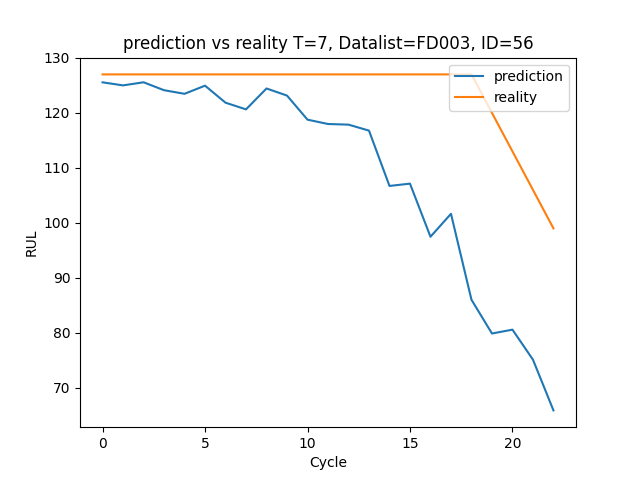 prediction vs reality T=7, Datalist=FD003, ID=56
prediction
reality
RUL
130
120
110
100
90
80
70
0 5 10 15 20
Cycle